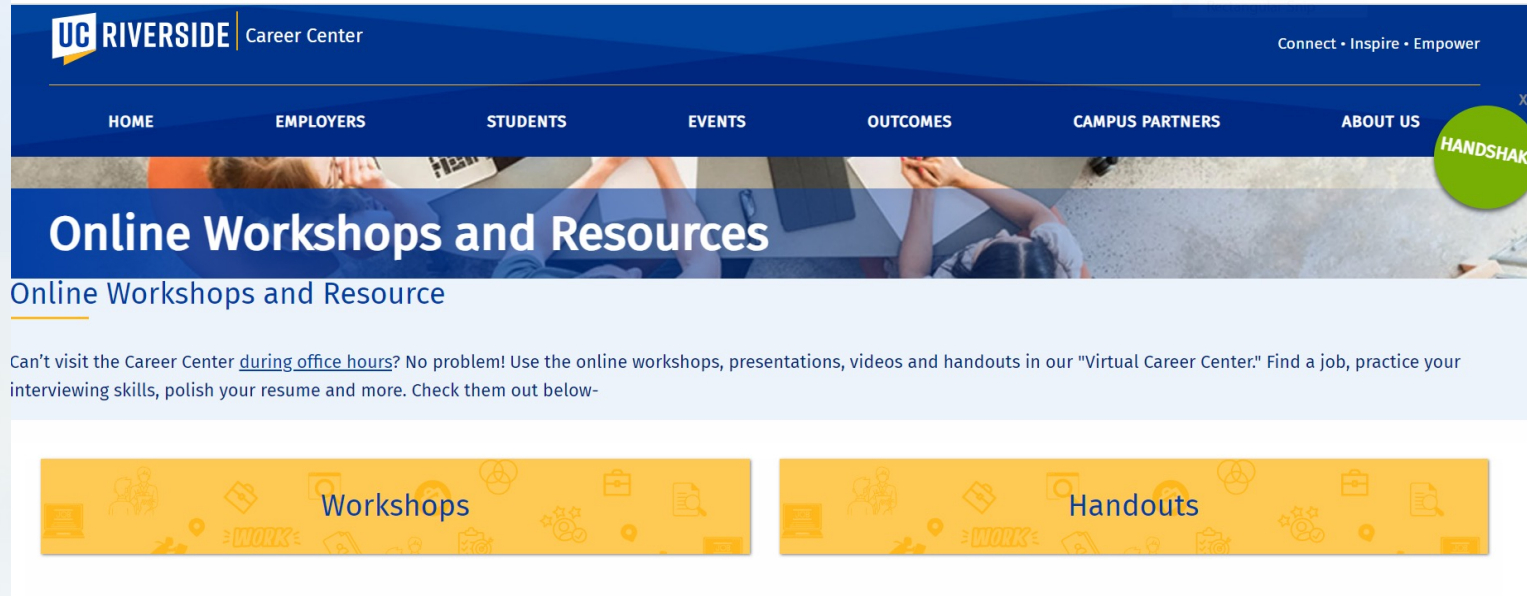 UC RIVERSIDE Career Center
Connect • Inspire • Empower
X
HOME EMPLOYERS STUDENTS EVENTS OUTCOMES CAMPUS PARTNERS ABOUT US
HANDSHAK
Online Workshops and Resources
Online Workshops and Resource
Can’t visit the Career Center during office hours? No problem! Use the online workshops, presentations, videos and handouts in our "Virtual Career Center." Find a job, practice your
interviewing skills, polish your resume and more. Check them out below-
Workshops Handouts
WORK WORK